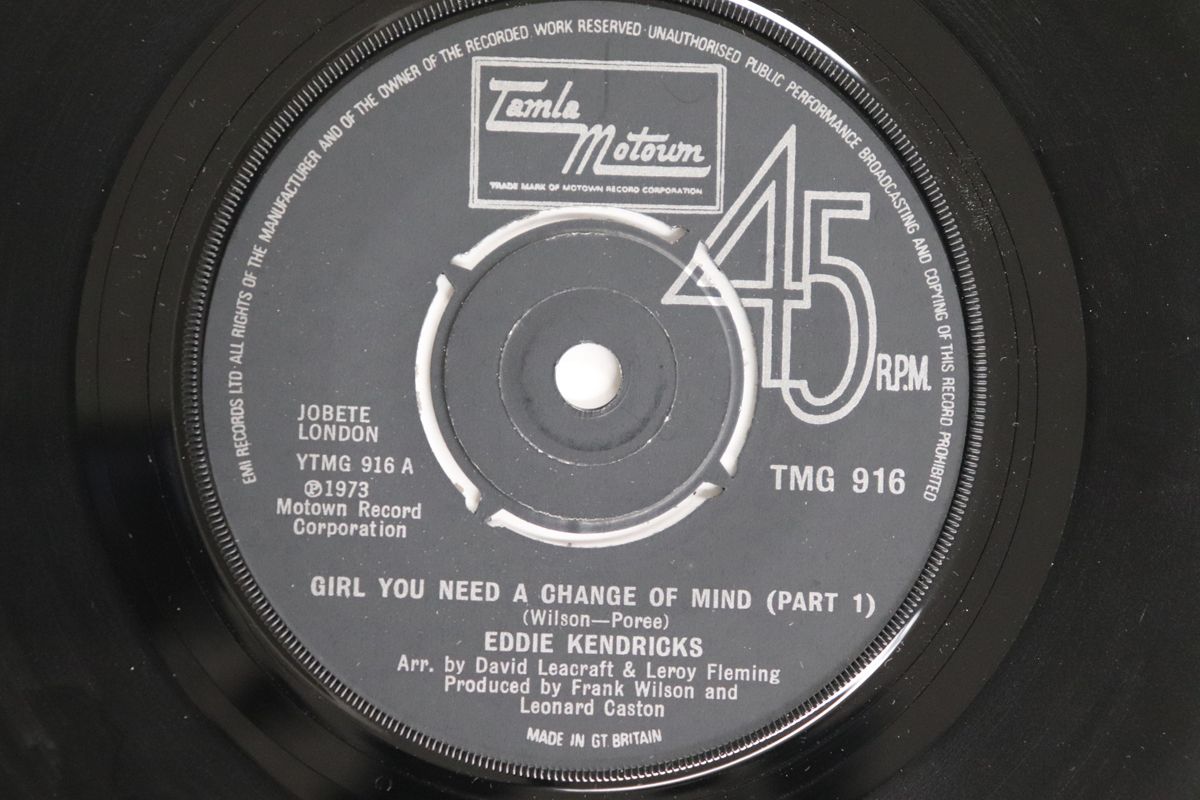 EMI RECORDS LTD · ALL RIGHTS OF THE MANUFACTURER AND OF THE OWNER OF THE RECORDED WORK RESERVED · UNAUTHORISED PUBLIC PERFORMANCE BROADCASTING AND COPYING OF THIS RECORD PROHIBITED
Tamla
Motown
TRADE MARK OF MOTOWN RECORD CORPORATION
45
R.P.M.
JOBETE
LONDON
YTMG 916 A
℗1973
Motown Record
Corporation
TMG 916
GIRL YOU NEED A CHANGE OF MIND (PART 1)
(Wilson—Poree)
EDDIE KENDRICKS
Arr. by David Leacraft & Leroy Fleming
Produced by Frank Wilson and
Leonard Caston
MADE IN GT. BRITAIN